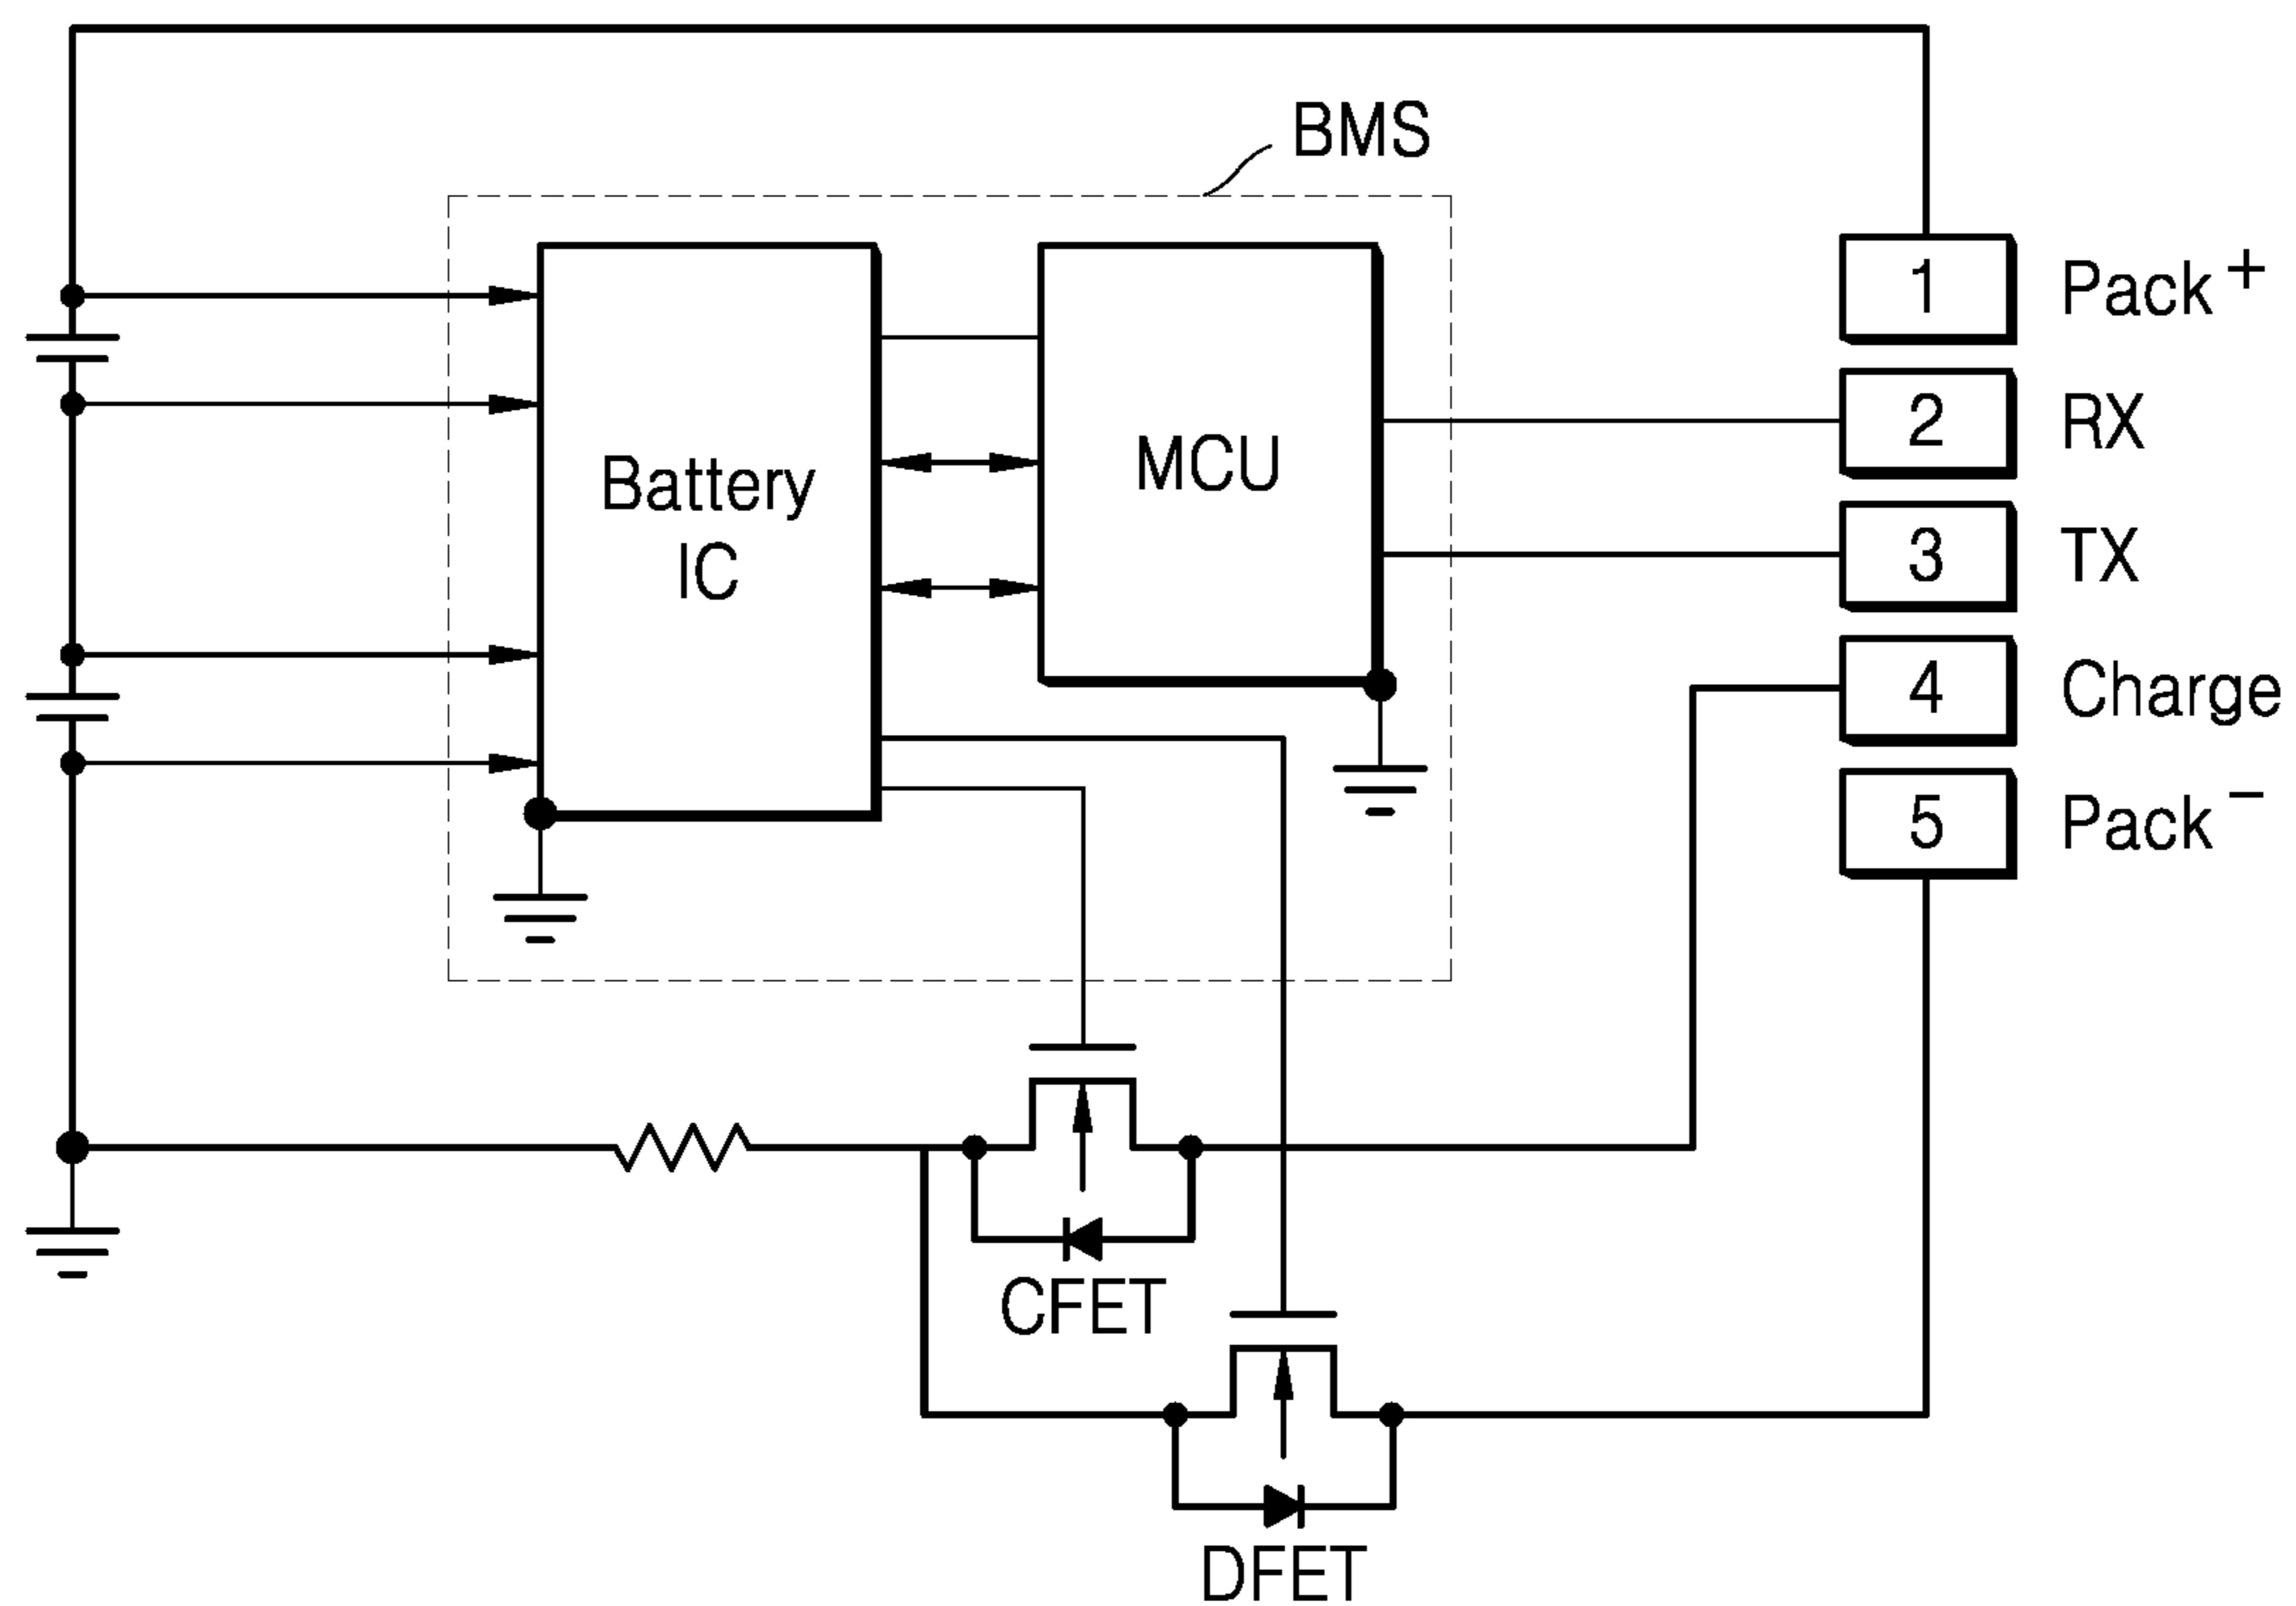 BMS
1 Pack+
Battery
IC
MCU
2 RX
3 TX
4 Charge
5 Pack−
CFET
DFET